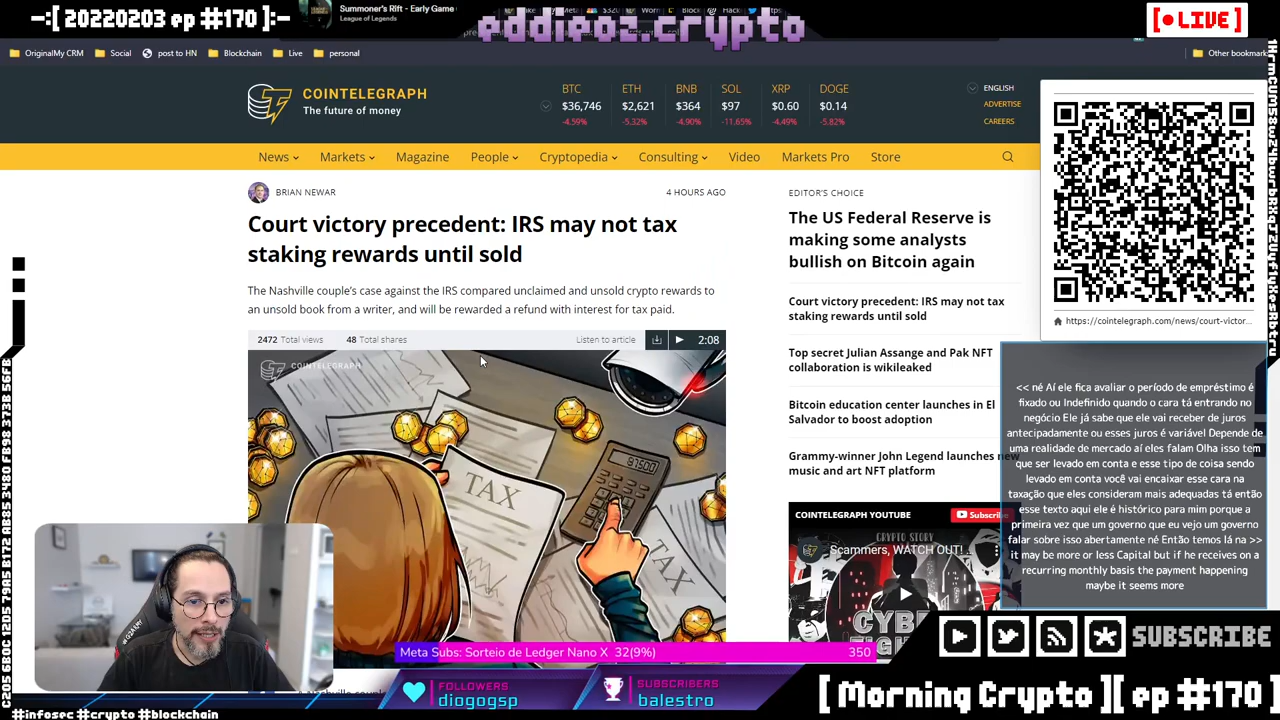 -:[ 20220203 ep #170 ]:-
Summoner's Rift - Early Game
League of Legends
eddieoz.crypto
[•LIVE]
OriginalMy CRM
Social
post to HN
Blockchain
Live
personal
Other bookmark
COINTELEGRAPH
The future of money
BTC ETH BNB SOL XRP DOGE
$36,746 $2,621 $364 $97 $0.60 $0.14
-4.59% -5.32% -4.90% -11.65% -4.49% -5.82%
ENGLISH
ADVERTISE
CAREERS
News Markets Magazine People Cryptopedia Consulting Video Markets Pro Store
BRIAN NEWAR
4 HOURS AGO
Court victory precedent: IRS may not tax
staking rewards until sold
The Nashville couple's case against the IRS compared unclaimed and unsold crypto rewards to
an unsold book from a writer, and will be rewarded a refund with interest for tax paid.
2472 Total views 48 Total shares
Listen to article 2:08
COINTELEGRAPH
87500
TAX
TAX
EDITOR'S CHOICE
The US Federal Reserve is
making some analysts
bullish on Bitcoin again
Court victory precedent: IRS may not tax
staking rewards until sold
Top secret Julian Assange and Pak NFT
collaboration is wikileaked
Bitcoin education center launches in El
Salvador to boost adoption
Grammy-winner John Legend launches new
music and art NFT platform
COINTELEGRAPH YOUTUBE
Subscribe
CRYPTO STORY
Scammers, WATCH OUT! ...
https://cointelegraph.com/news/court-victor...
<< né Aí ele fica avaliar o período de empréstimo é
fixado ou Indefinido quando o cara tá entrando no
negócio Ele já sabe que ele vai receber de juros
antecipadamente ou esses juros é variável Depende de
uma realidade de mercado aí eles falam Olha isso tem
que ser levado em conta e esse tipo de coisa sendo
levado em conta você vai encaixar esse cara na
taxação que eles consideram mais adequadas tá então
esse texto aqui ele é histórico para mim porque a
primeira vez que um governo que eu vejo um governo
falar sobre isso abertamente né Então temos lá na >>
it may be more or less Capital but if he receives on a
recurring monthly basis the payment happening
maybe it seems more
Meta Subs: Sorteio de Ledger Nano X 32(9%) 350
FOLLOWERS
diogogsp
SUBSCRIBERS
balestro
SUBSCRIBE
[ Morning Crypto ][ ep #170 ]
#infosec #crypto #blockchain